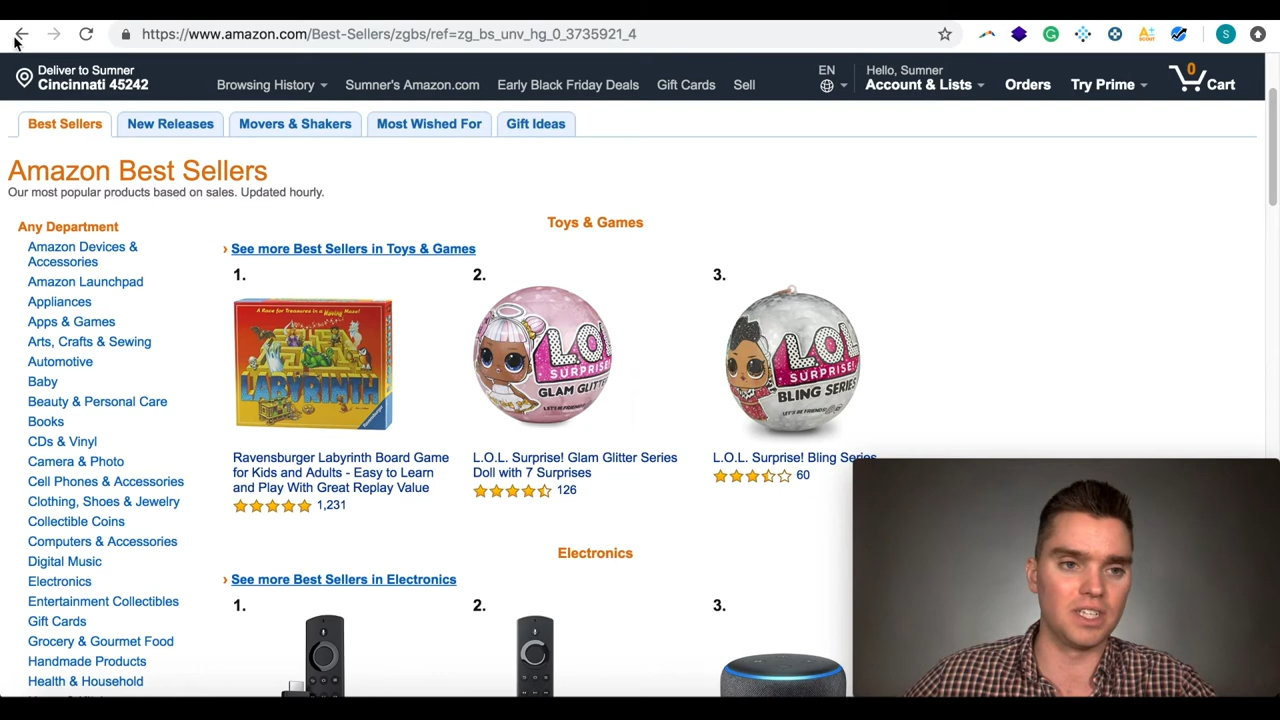 https://www.amazon.com/Best-Sellers/zgbs/ref=zg_bs_unv_hg_0_3735921_4
S
Deliver to Sumner
Cincinnati 45242
Browsing History
Sumner's Amazon.com
Early Black Friday Deals
Gift Cards
Sell
EN
Hello, Sumner
Account & Lists
Orders
Try Prime
0
Cart
Best Sellers
New Releases
Movers & Shakers
Most Wished For
Gift Ideas
Amazon Best Sellers
Our most popular products based on sales. Updated hourly.
Any Department
Amazon Devices &
Accessories
Amazon Launchpad
Appliances
Apps & Games
Arts, Crafts & Sewing
Automotive
Baby
Beauty & Personal Care
Books
CDs & Vinyl
Camera & Photo
Cell Phones & Accessories
Clothing, Shoes & Jewelry
Collectible Coins
Computers & Accessories
Digital Music
Electronics
Entertainment Collectibles
Gift Cards
Grocery & Gourmet Food
Handmade Products
Health & Household
Toys & Games
› See more Best Sellers in Toys & Games
1.
A Race for Treasures in a Moving Maze!
LABYRINTH
Ravensburger Labyrinth Board Game
for Kids and Adults - Easy to Learn
and Play With Great Replay Value
1,231
2.
L.O.L.
SURPRISE!
GLAM GLITTER
L.O.L. Surprise! Glam Glitter Series
Doll with 7 Surprises
126
3.
L.O.L.
SURPRISE!
BLING SERIES
L.O.L. Surprise! Bling Series
60
Electronics
› See more Best Sellers in Electronics
1.
2.
3.